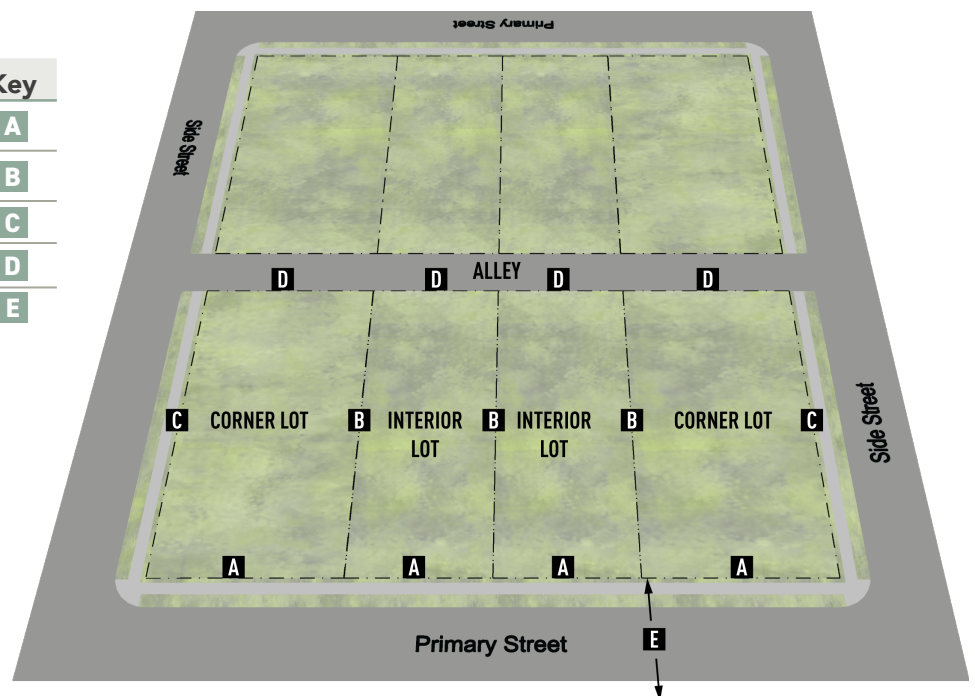 Primary Street
Key
A
B
C
D
E
Side Street
ALLEY
D
D
D
D
C
CORNER LOT
B
INTERIOR
LOT
B
INTERIOR
LOT
B
CORNER LOT
C
Side Street
A
A
A
A
Primary Street
E